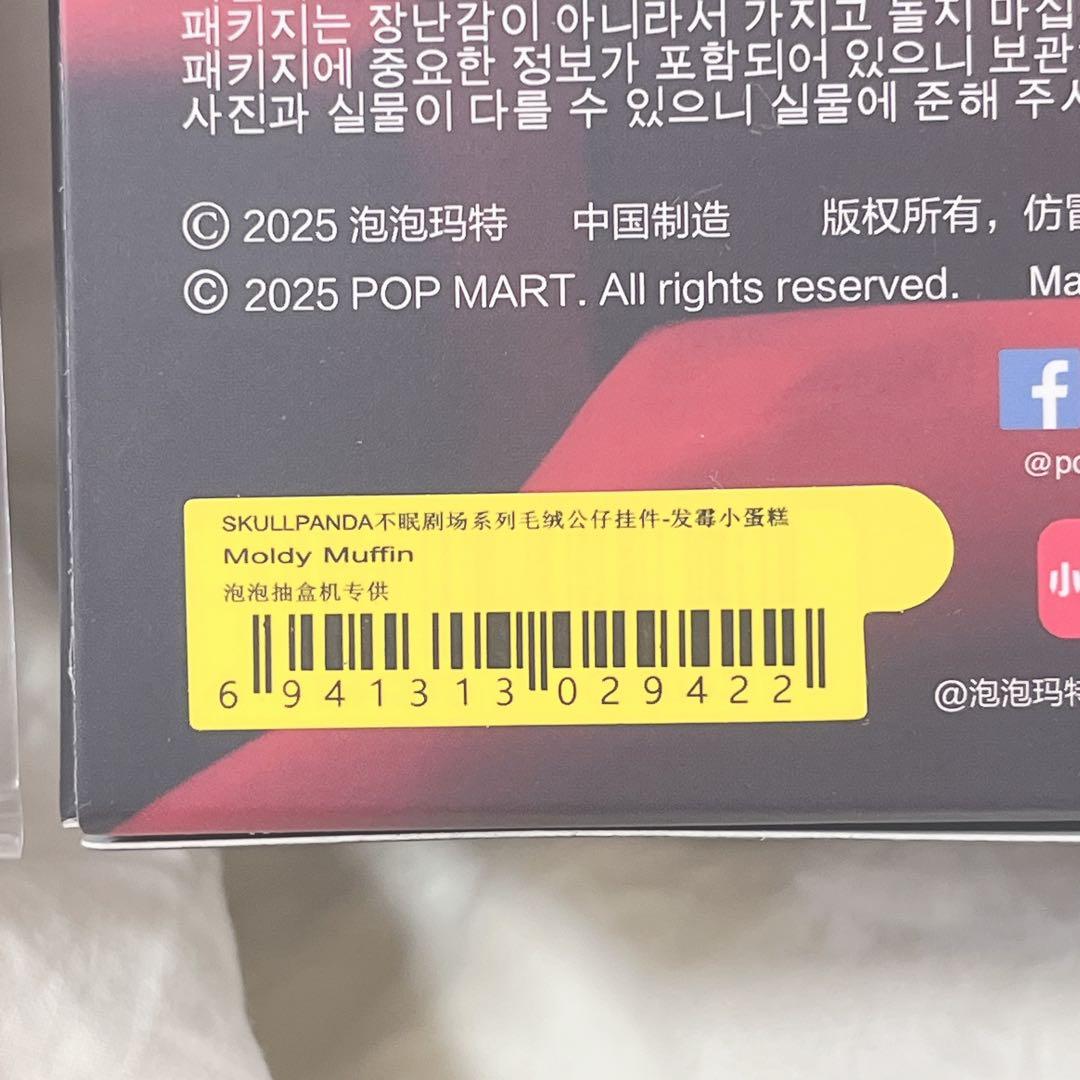 패키지는 장난감이 아니라서 가지고 놀지 마십
패키지에 중요한 정보가 포함되어 있으니 보관
사진과 실물이 다를 수 있으니 실물에 준해 주시
© 2025 泡泡玛特 中国制造 版权所有，仿冒
© 2025 POP MART. All rights reserved. Ma
f
@po
SKULLPANDA不眠剧场系列毛绒公仔挂件-发霉小蛋糕
Moldy Muffin
泡泡抽盒机专供
6 941313 029422
小
@泡泡玛特